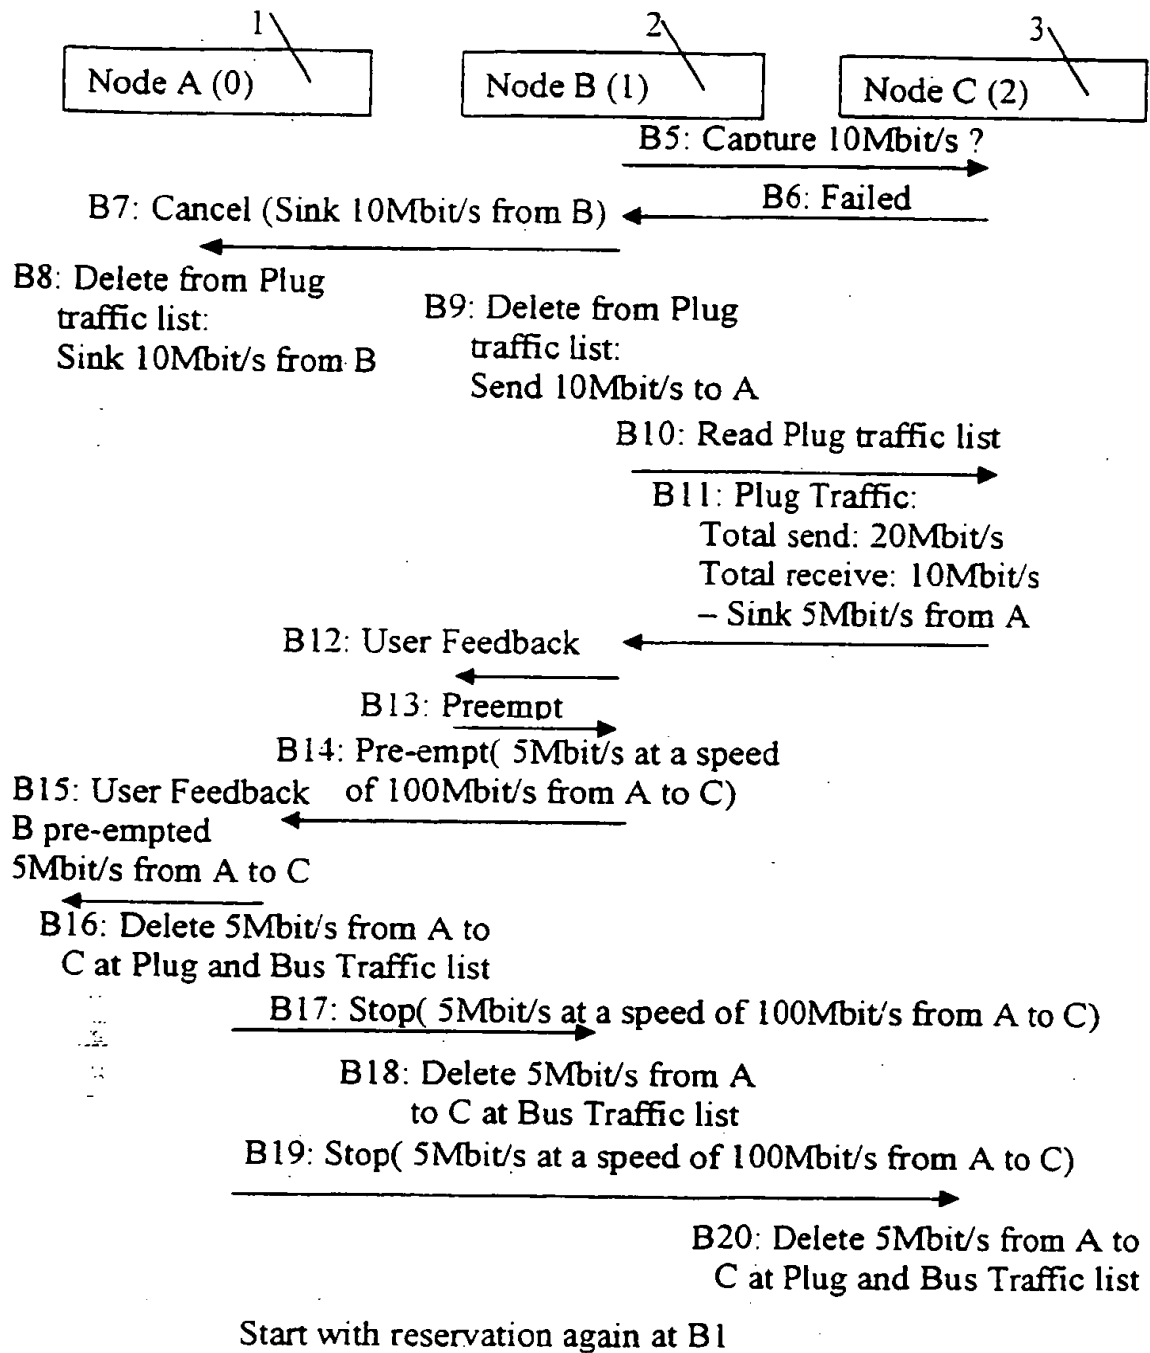 1
2
3
Node A (0)
Node B (1)
Node C (2)
B5: Capture 10Mbit/s ?
B6: Failed
B7: Cancel (Sink 10Mbit/s from B)
B8: Delete from Plug
traffic list:
Sink 10Mbit/s from B
B9: Delete from Plug
traffic list:
Send 10Mbit/s to A
B10: Read Plug traffic list
B11: Plug Traffic:
Total send: 20Mbit/s
Total receive: 10Mbit/s
– Sink 5Mbit/s from A
B12: User Feedback
B13: Preempt
B14: Pre-empt( 5Mbit/s at a speed
of 100Mbit/s from A to C)
B15: User Feedback
B pre-empted
5Mbit/s from A to C
B16: Delete 5Mbit/s from A to
C at Plug and Bus Traffic list
B17: Stop( 5Mbit/s at a speed of 100Mbit/s from A to C)
B18: Delete 5Mbit/s from A
to C at Bus Traffic list
B19: Stop( 5Mbit/s at a speed of 100Mbit/s from A to C)
B20: Delete 5Mbit/s from A to
C at Plug and Bus Traffic list
Start with reservation again at B1